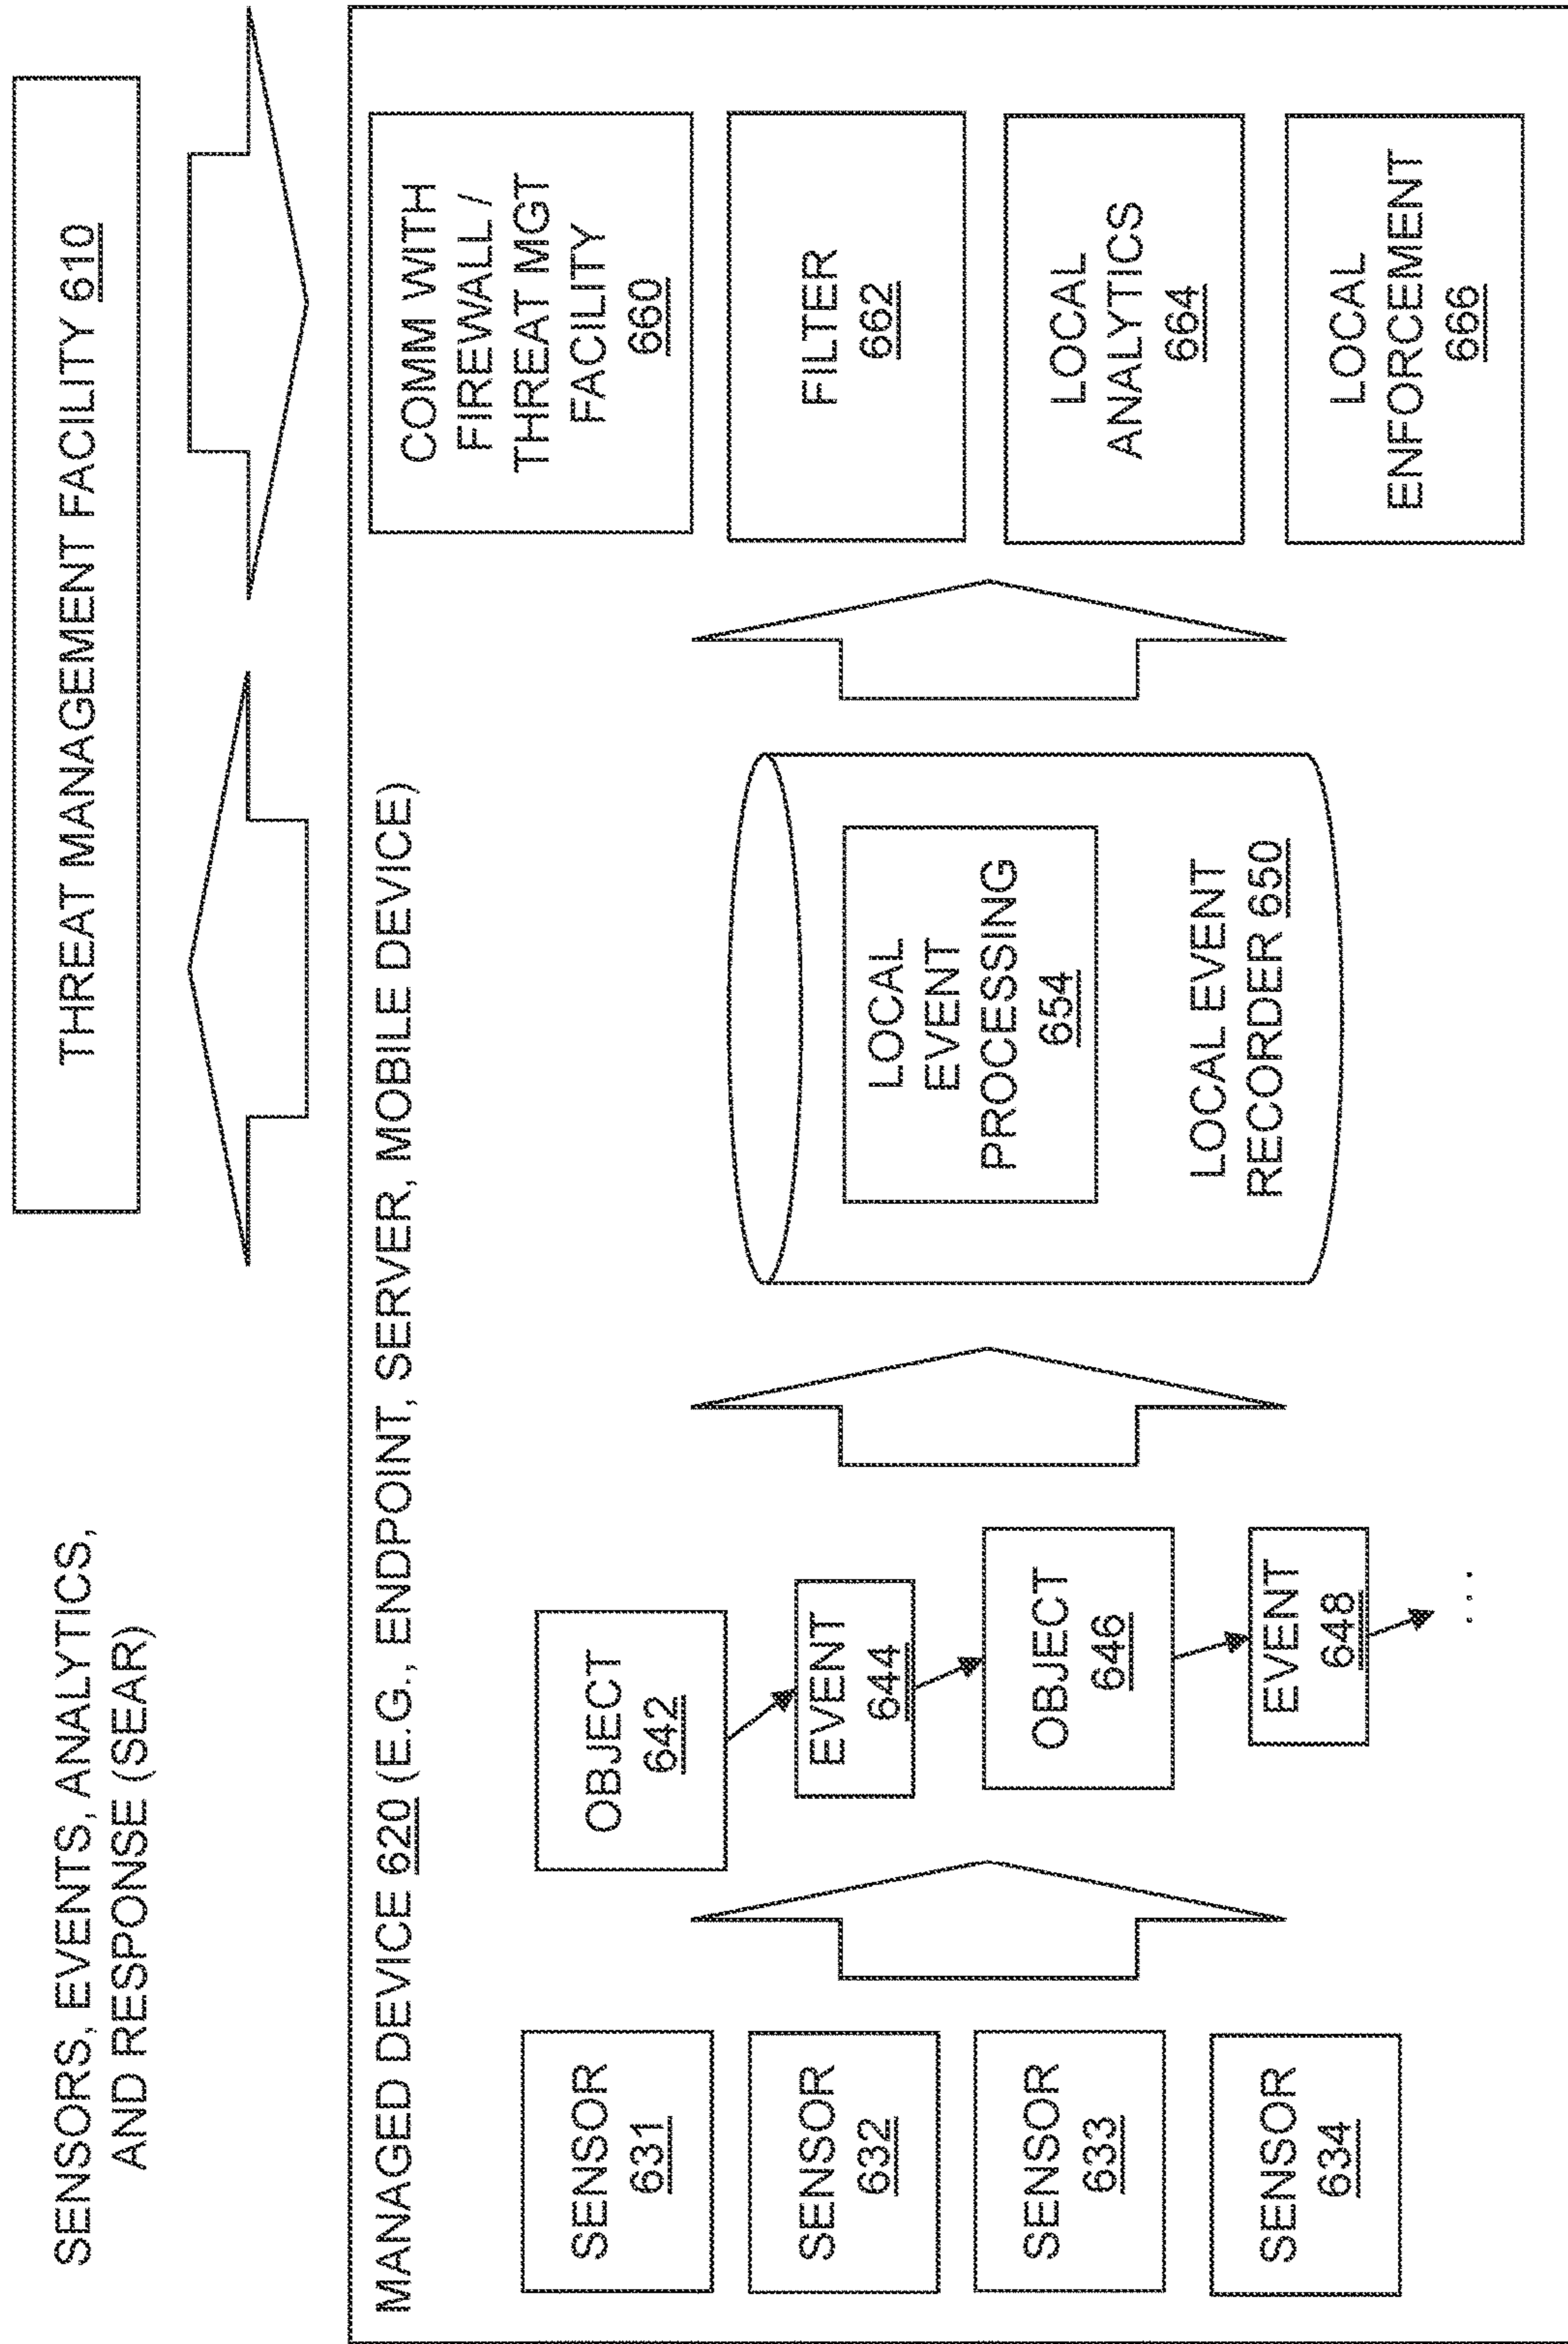 SENSORS, EVENTS, ANALYTICS,
AND RESPONSE (SEAR)
THREAT MANAGEMENT FACILITY 610
MANAGED DEVICE 620 (E.G., ENDPOINT, SERVER, MOBILE DEVICE)
SENSOR
631
SENSOR
632
SENSOR
633
SENSOR
634
OBJECT
642
EVENT
644
OBJECT
646
EVENT
648
. . .
LOCAL
EVENT
PROCESSING
654
LOCAL EVENT
RECORDER 650
COMM WITH
FIREWALL /
THREAT MGT
FACILITY
660
FILTER
662
LOCAL
ANALYTICS
664
LOCAL
ENFORCEMENT
666